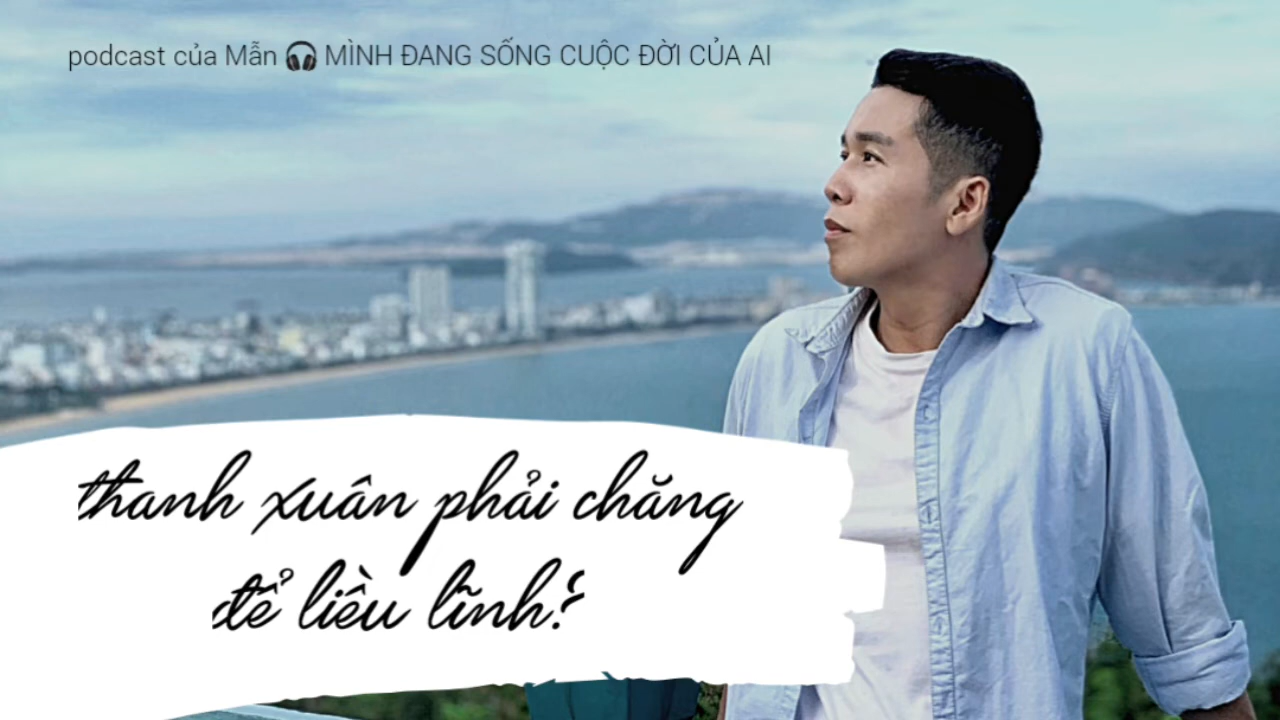 podcast của Mẫn 🎧 MÌNH ĐANG SỐNG CUỘC ĐỜI CỦA AI
thanh xuân phải chăng
để liều lĩnh?